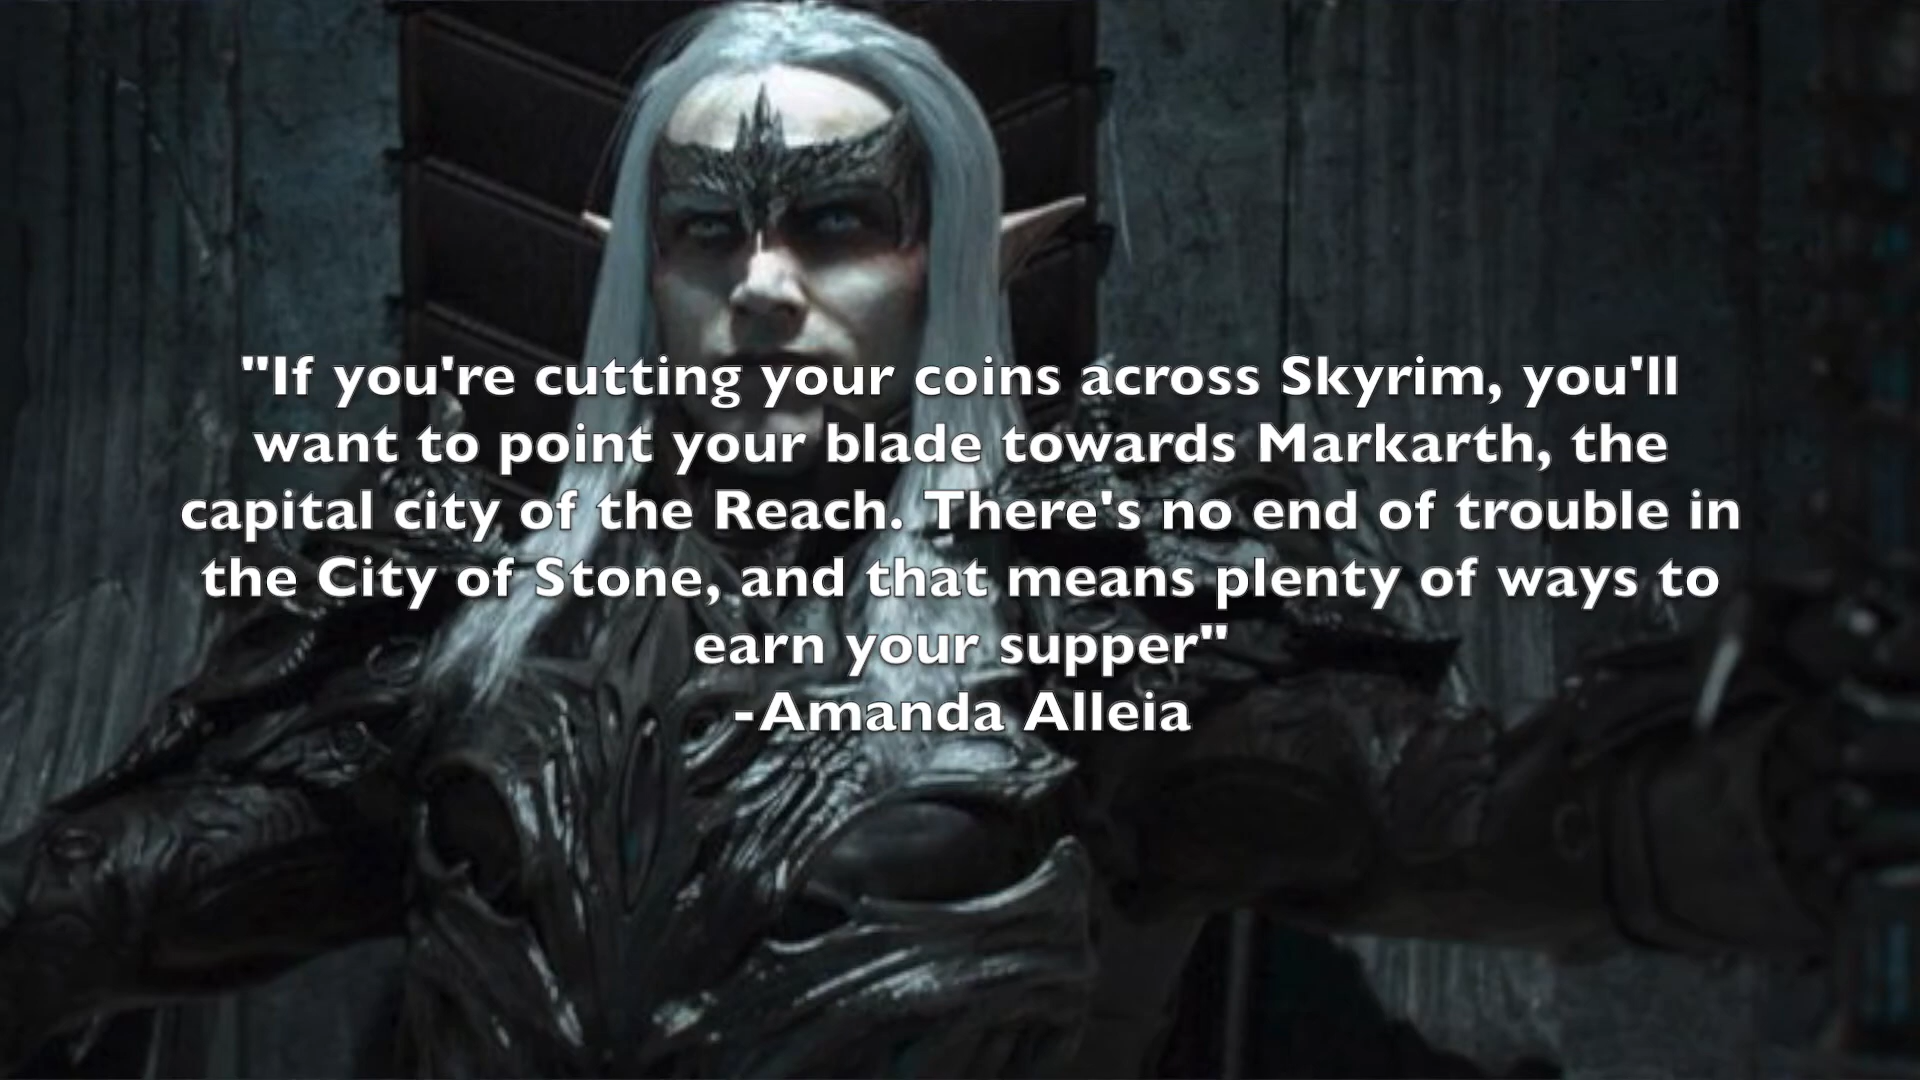 "If you're cutting your coins across Skyrim, you'll
want to point your blade towards Markarth, the
capital city of the Reach. There's no end of trouble in
the City of Stone, and that means plenty of ways to
earn your supper"
-Amanda Alleia